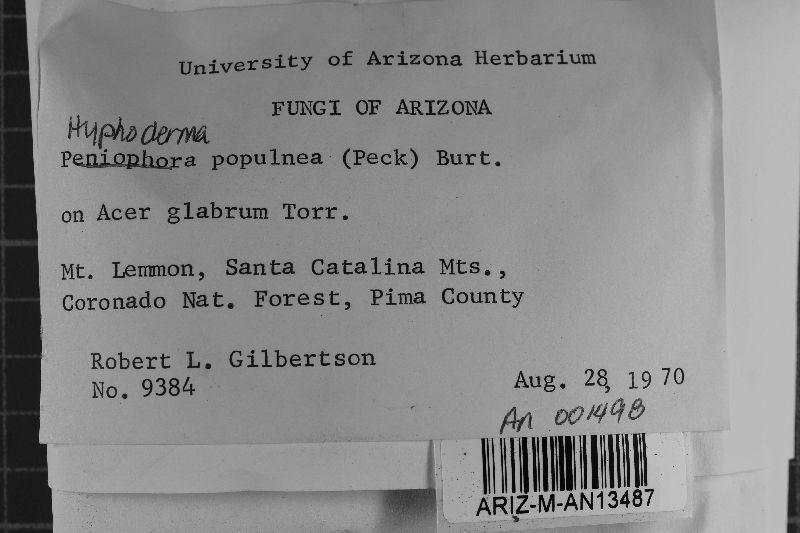 University of Arizona Herbarium
FUNGI OF ARIZONA
Hyphoderma
Peniophora populnea (Peck) Burt.
on Acer glabrum Torr.
Mt. Lemmon, Santa Catalina Mts.,
Coronado Nat. Forest, Pima County
Robert L. Gilbertson
No. 9384
Aug. 28, 1970
An 001498
ARIZ-M-AN13487